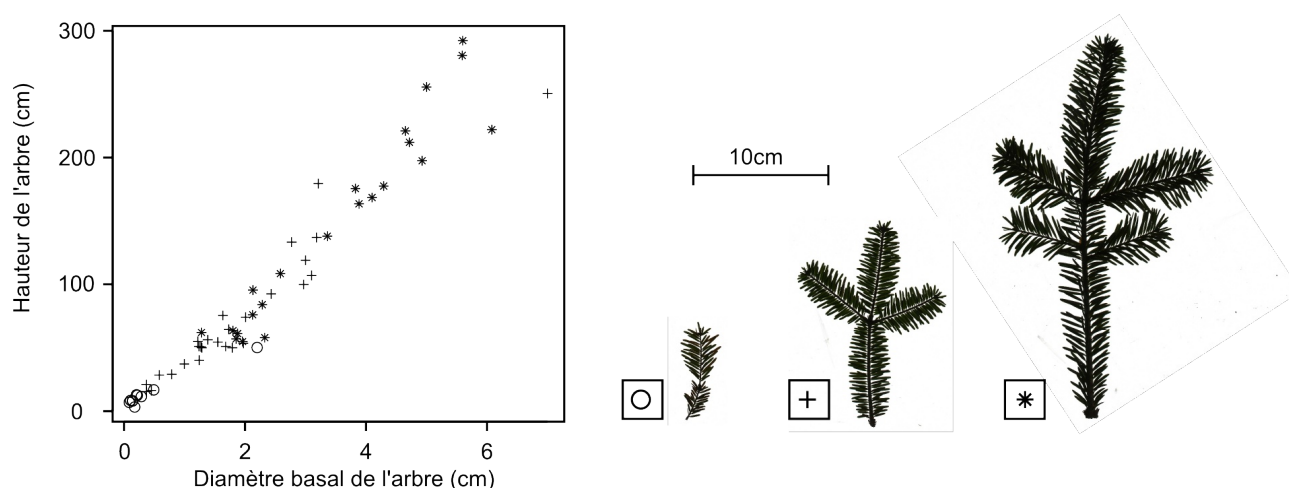 300
200
100
0
0 2 4 6
Hauteur de l'arbre (cm)
Diamètre basal de l'arbre (cm)
10cm